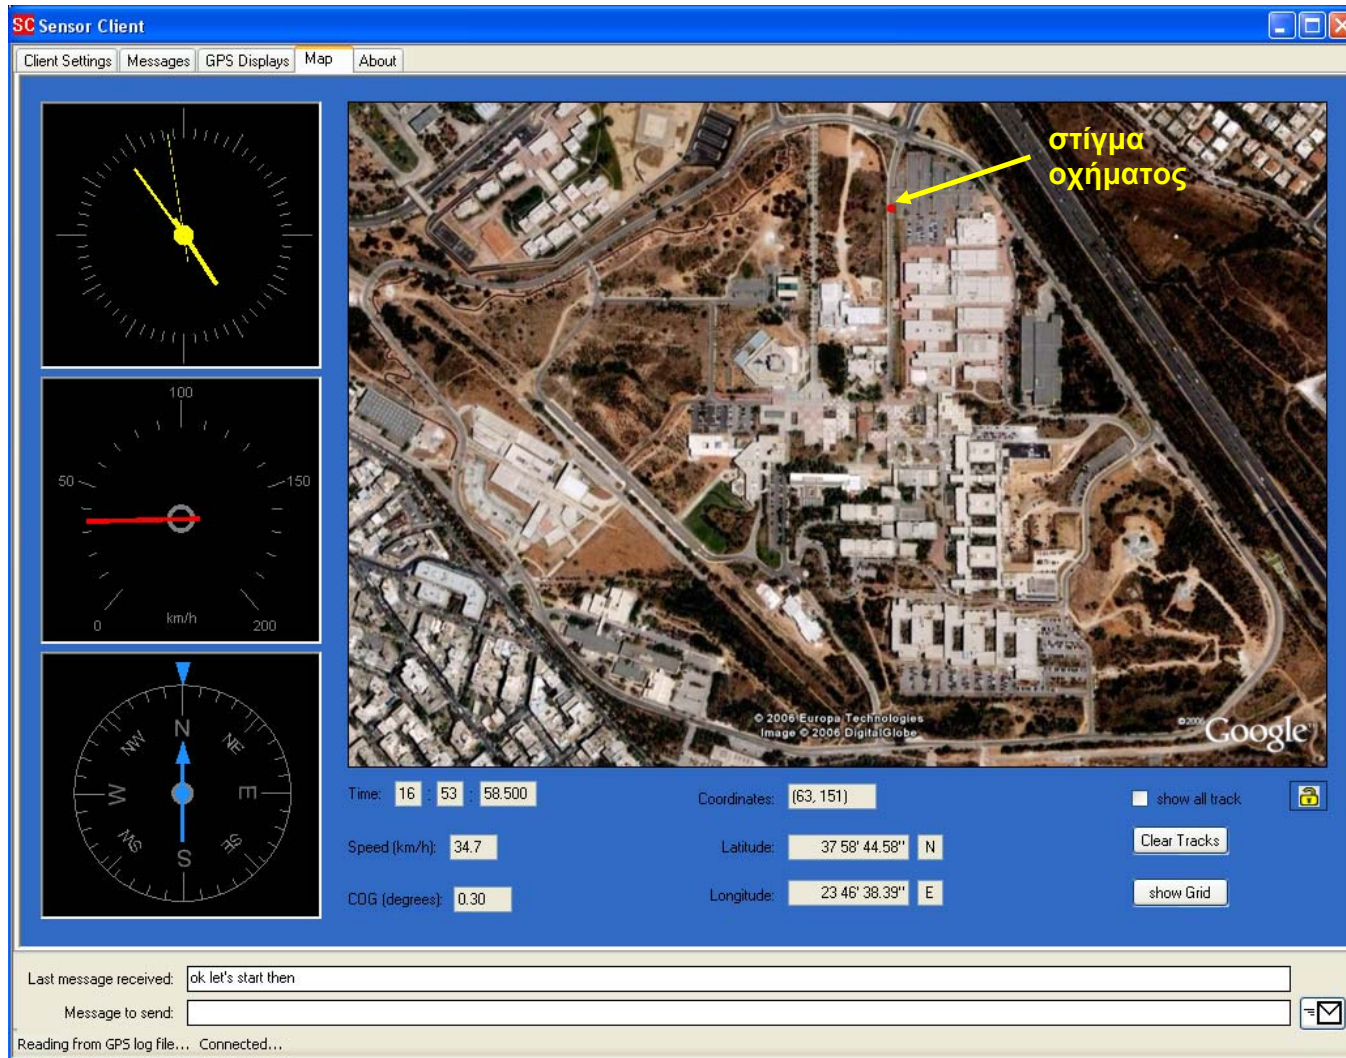 SC Sensor Client
Client Settings Messages GPS Displays Map About
στίγμα
οχήματος
100
50 150
km/h
0 200
N
NW NE
W E
SW SE
S
© 2006 Europa Technologies
Image © 2006 DigitalGlobe
©2006 Google
Time: 16 : 53 : 58.500
Coordinates: (63, 151)
show all track
Speed (km/h): 34.7
Latitude: 37 58' 44.58" N
Clear Tracks
COG (degrees): 0.30
Longitude: 23 46' 38.39" E
show Grid
Last message received: ok let's start then
Message to send:
Reading from GPS log file... Connected...